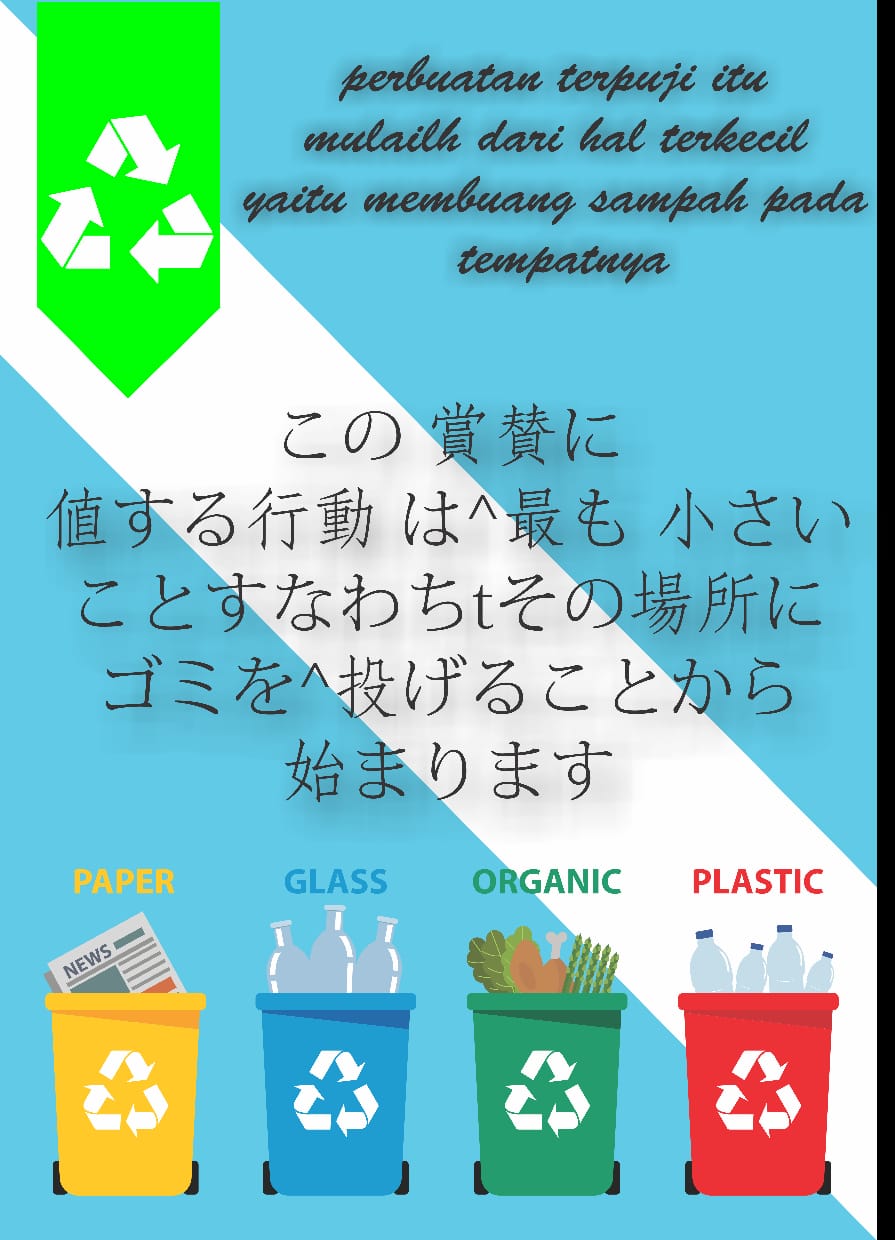 perbuatan terpuji itu
mulailh dari hal terkecil
yaitu membuang sampah pada
tempatnya
この 賞賛に
値する行動 は^最も 小さい
ことすなわちtその場所に
ゴミを^投げることから
始まります
PAPER GLASS ORGANIC PLASTIC
NEWS